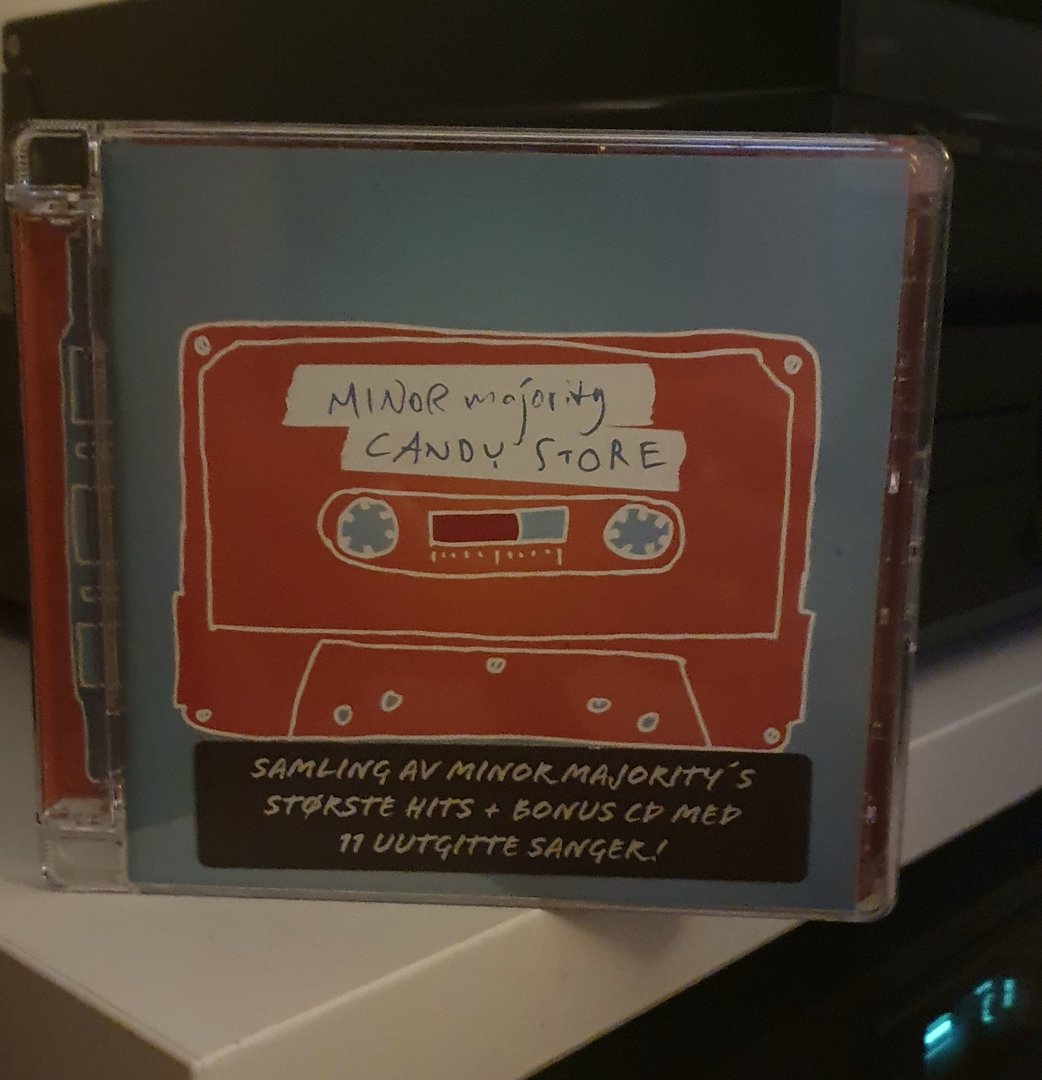 MINOR majority
CANDY STORE
SAMLING AV MINOR MAJORITY´S
STØRSTE HITS + BONUS CD MED
11 UUTGITTE SANGER!